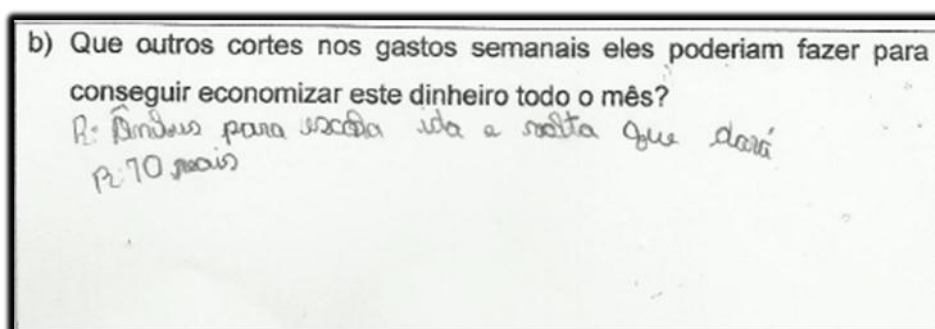 b) Que outros cortes nos gastos semanais eles poderiam fazer para
conseguir economizar este dinheiro todo o mês?
R: Ônibus para escola ida e volta que dará
R: 70 reais